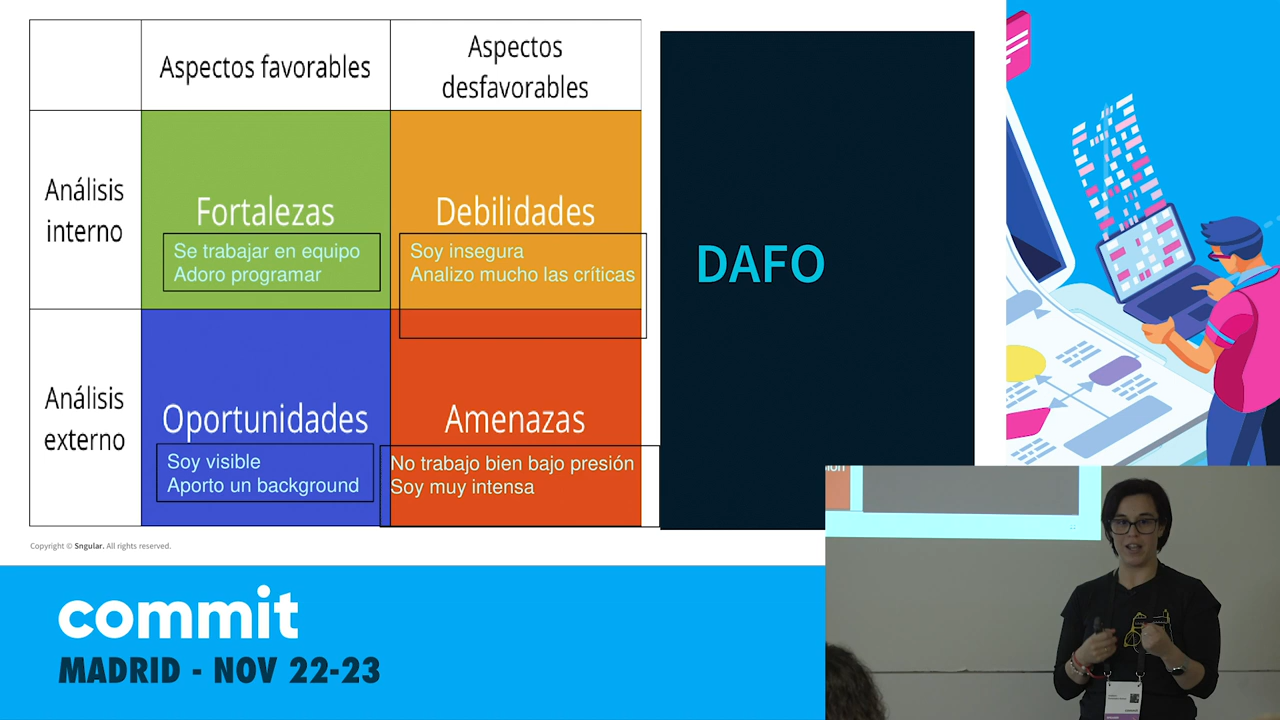 Aspectos favorables
Aspectos
desfavorables
Análisis
interno
Fortalezas
Se trabajar en equipo
Adoro programar
Debilidades
Soy insegura
Analizo mucho las críticas
DAFO
Análisis
externo
Oportunidades
Soy visible
Aporto un background
Amenazas
No trabajo bien bajo presión
Soy muy intensa
Copyright © Sngular. All rights reserved.
commit
MADRID - NOV 22-23
commit